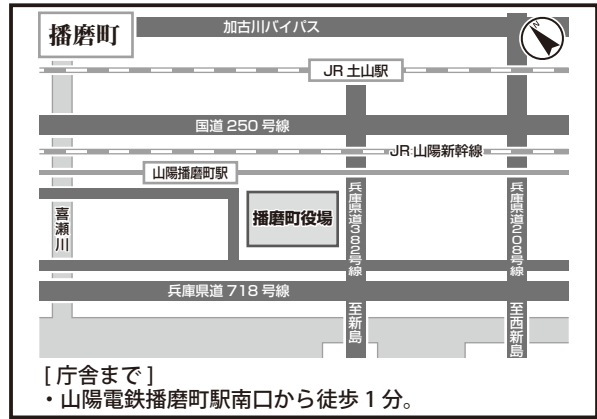 播磨町
加古川バイパス
N
JR 土山駅
国道 250 号線
JR 山陽新幹線
山陽播磨町駅
喜瀬川
播磨町役場
兵庫県道382号線
兵庫県道208号線
兵庫県道 718 号線
至新島
至西新島
[ 庁舎まで ]
・山陽電鉄播磨町駅南口から徒歩 1 分。